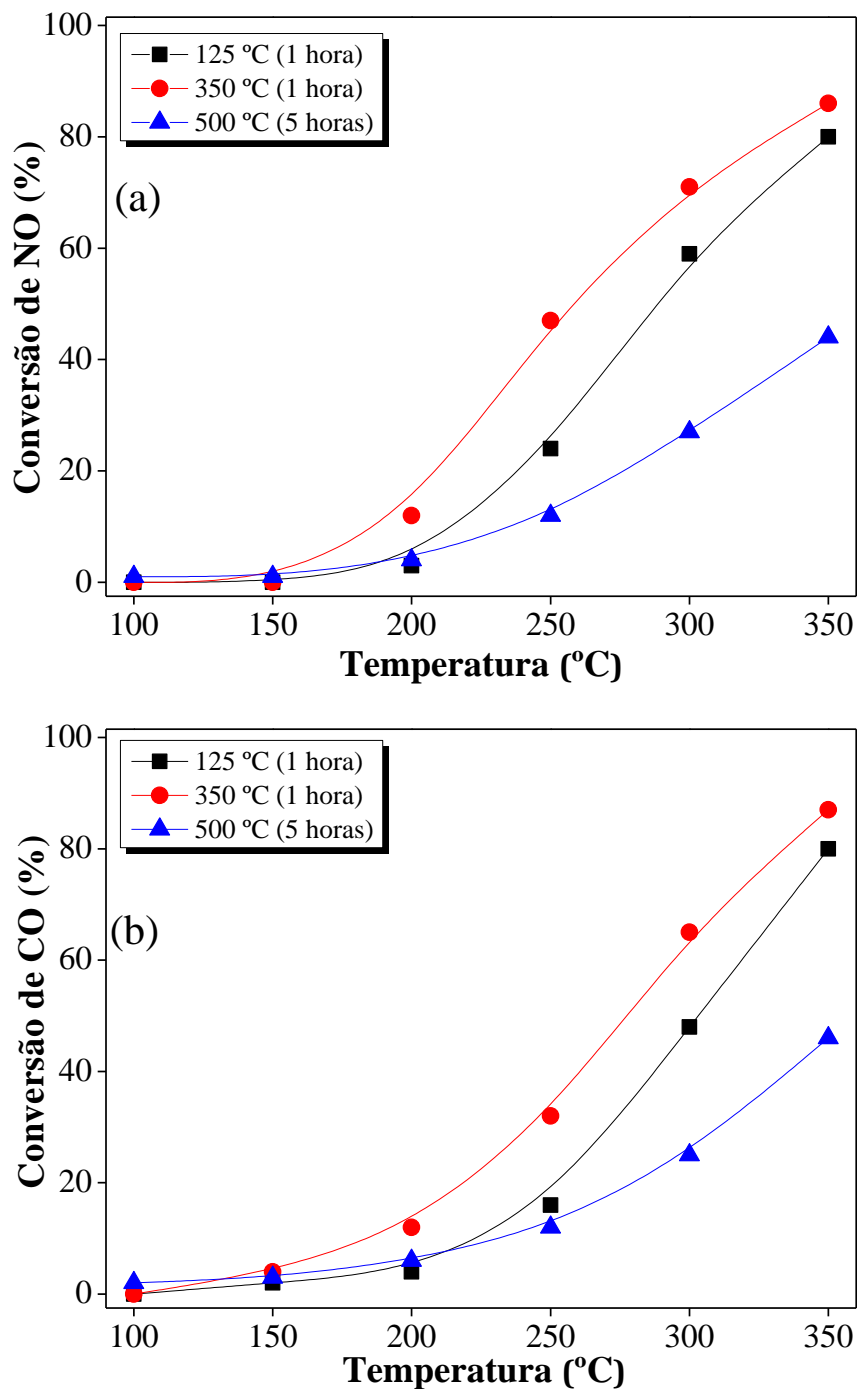 100
125 ºC (1 hora)
350 ºC (1 hora)
500 ºC (5 horas)
80
(a)
60
40
20
0
Conversão de NO (%)
100 150 200 250 300 350
Temperatura (ºC)
100
125 ºC (1 hora)
350 ºC (1 hora)
500 ºC (5 horas)
80
(b)
60
40
20
0
Conversão de CO (%)
100 150 200 250 300 350
Temperatura (ºC)